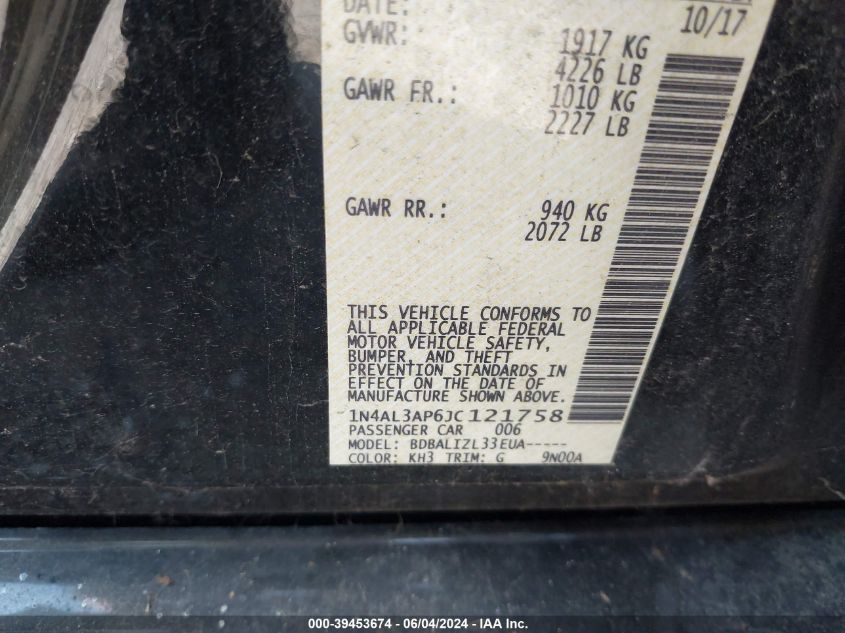 DATE: 10/17
GVWR: 1917 KG
4226 LB
GAWR FR.: 1010 KG
2227 LB
GAWR RR.: 940 KG
2072 LB
THIS VEHICLE CONFORMS TO
ALL APPLICABLE FEDERAL
MOTOR VEHICLE SAFETY,
BUMPER, AND THEFT
PREVENTION STANDARDS IN
EFFECT ON THE DATE OF
MANUFACTURE SHOWN ABOVE.
1N4AL3AP6JC121758
PASSENGER CAR 006
MODEL: BDBALIZL33EUA-----
COLOR: KH3 TRIM: G 9N00A
000-39453674 - 06/04/2024 - IAA Inc.